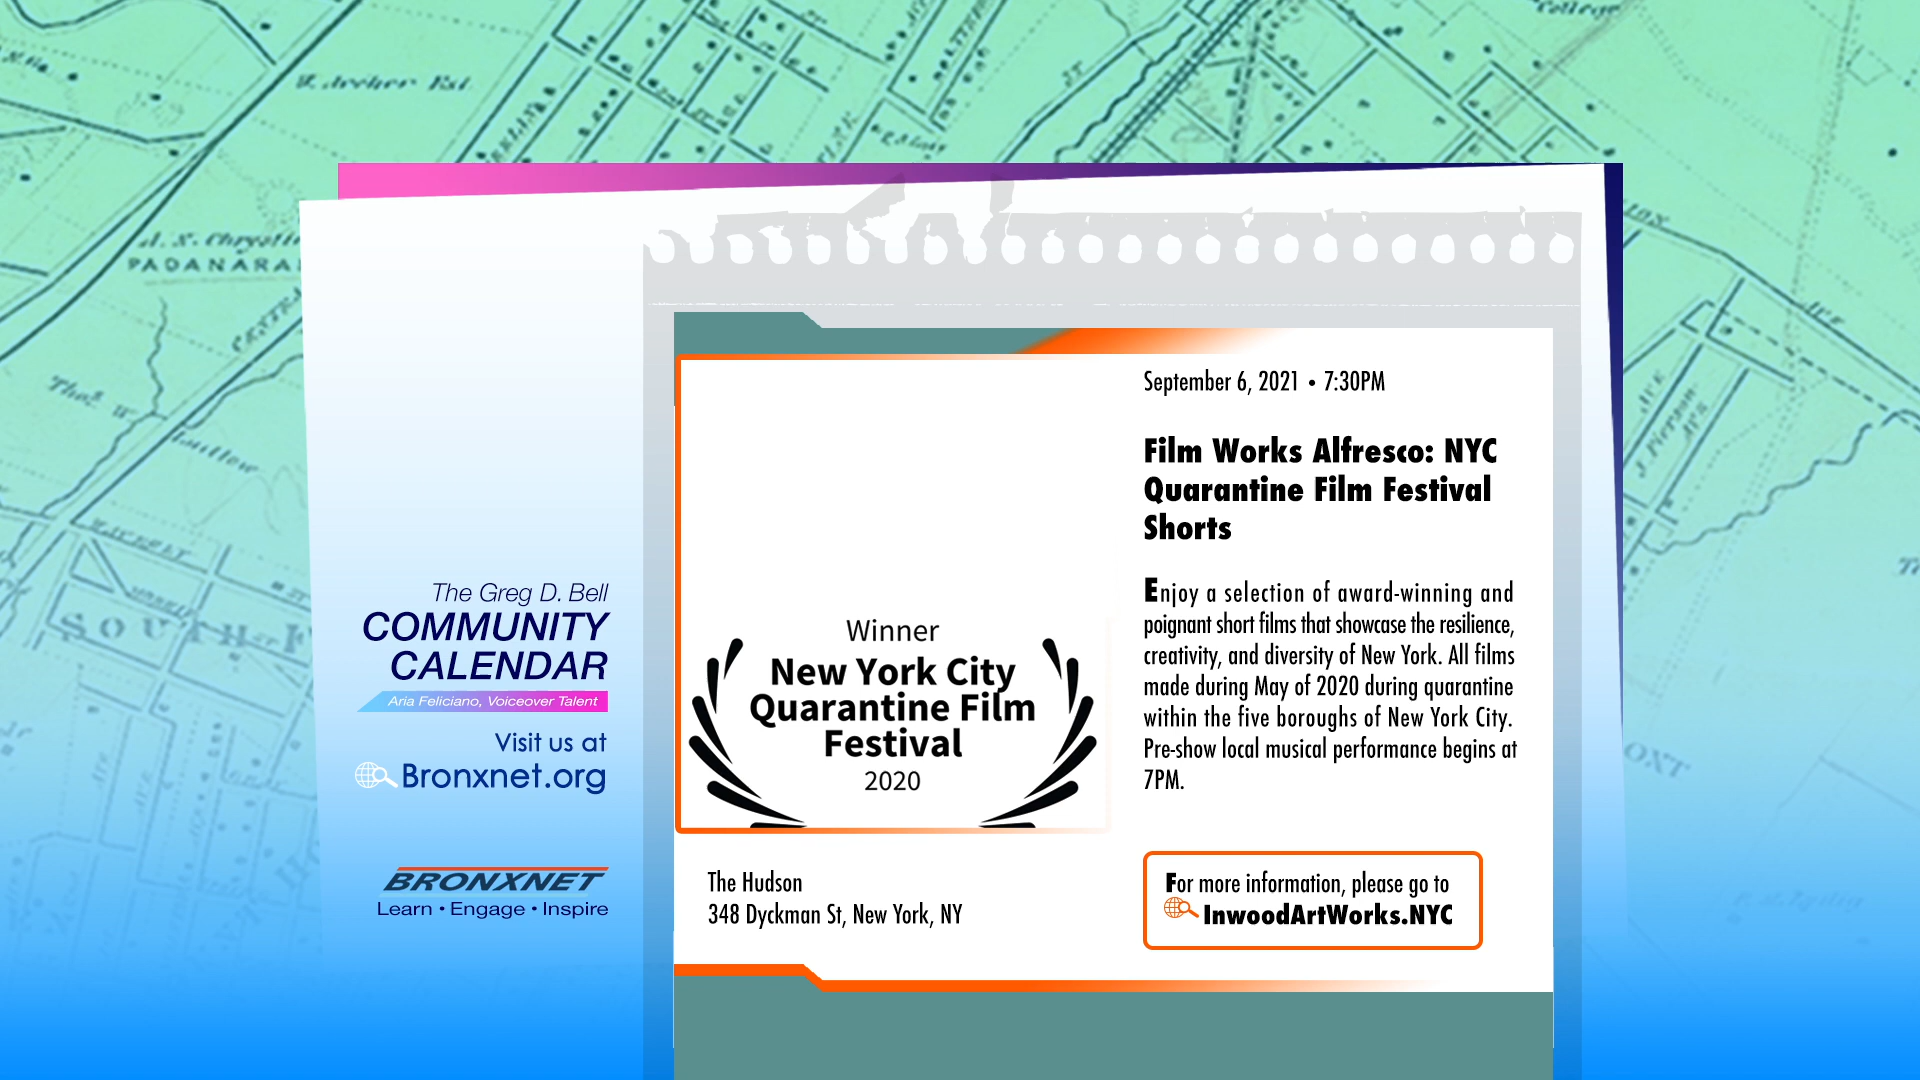 College
PADANARA
The Greg D. Bell
COMMUNITY
CALENDAR
Aria Feliciano, Voiceover Talent
Visit us at
Bronxnet.org
BRONXNET
Learn • Engage • Inspire
Winner
New York City
Quarantine Film
Festival
2020
The Hudson
348 Dyckman St, New York, NY
September 6, 2021 • 7:30PM
Film Works Alfresco: NYC
Quarantine Film Festival
Shorts
Enjoy a selection of award-winning and
poignant short films that showcase the resilience,
creativity, and diversity of New York. All films
made during May of 2020 during quarantine
within the five boroughs of New York City.
Pre-show local musical performance begins at
7PM.
For more information, please go to
InwoodArtWorks.NYC